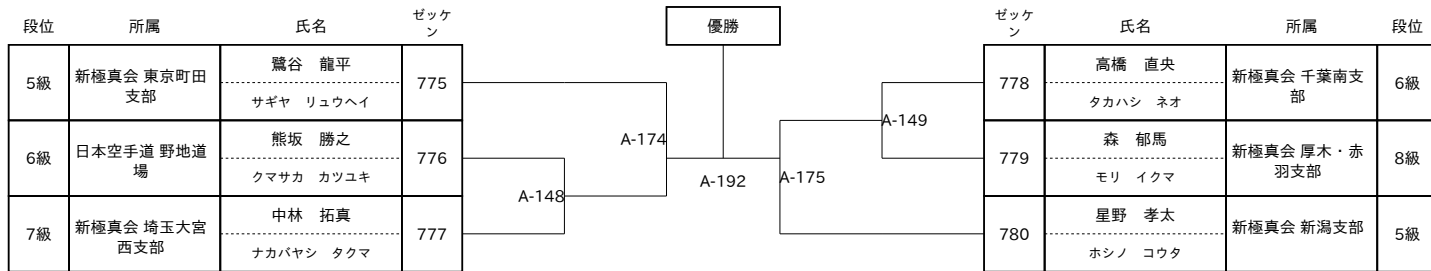 優勝
段位 所属 氏名 ゼッケ
ン
5級 新極真会 東京町田
支部 鷺谷 龍平
サギヤ リュウヘイ 775
6級 日本空手道 野地道
場 熊坂 勝之
クマサカ カツユキ 776
7級 新極真会 埼玉大宮
西支部 中林 拓真
ナカバヤシ タクマ 777
A-174
A-148
A-192
A-175
A-149
ゼッケ
ン 氏名 所属 段位
778 高橋 直央
タカハシ ネオ 新極真会 千葉南支
部 6級
779 森 郁馬
モリ イクマ 新極真会 厚木・赤
羽支部 8級
780 星野 孝太
ホシノ コウタ 新極真会 新潟支部 5級